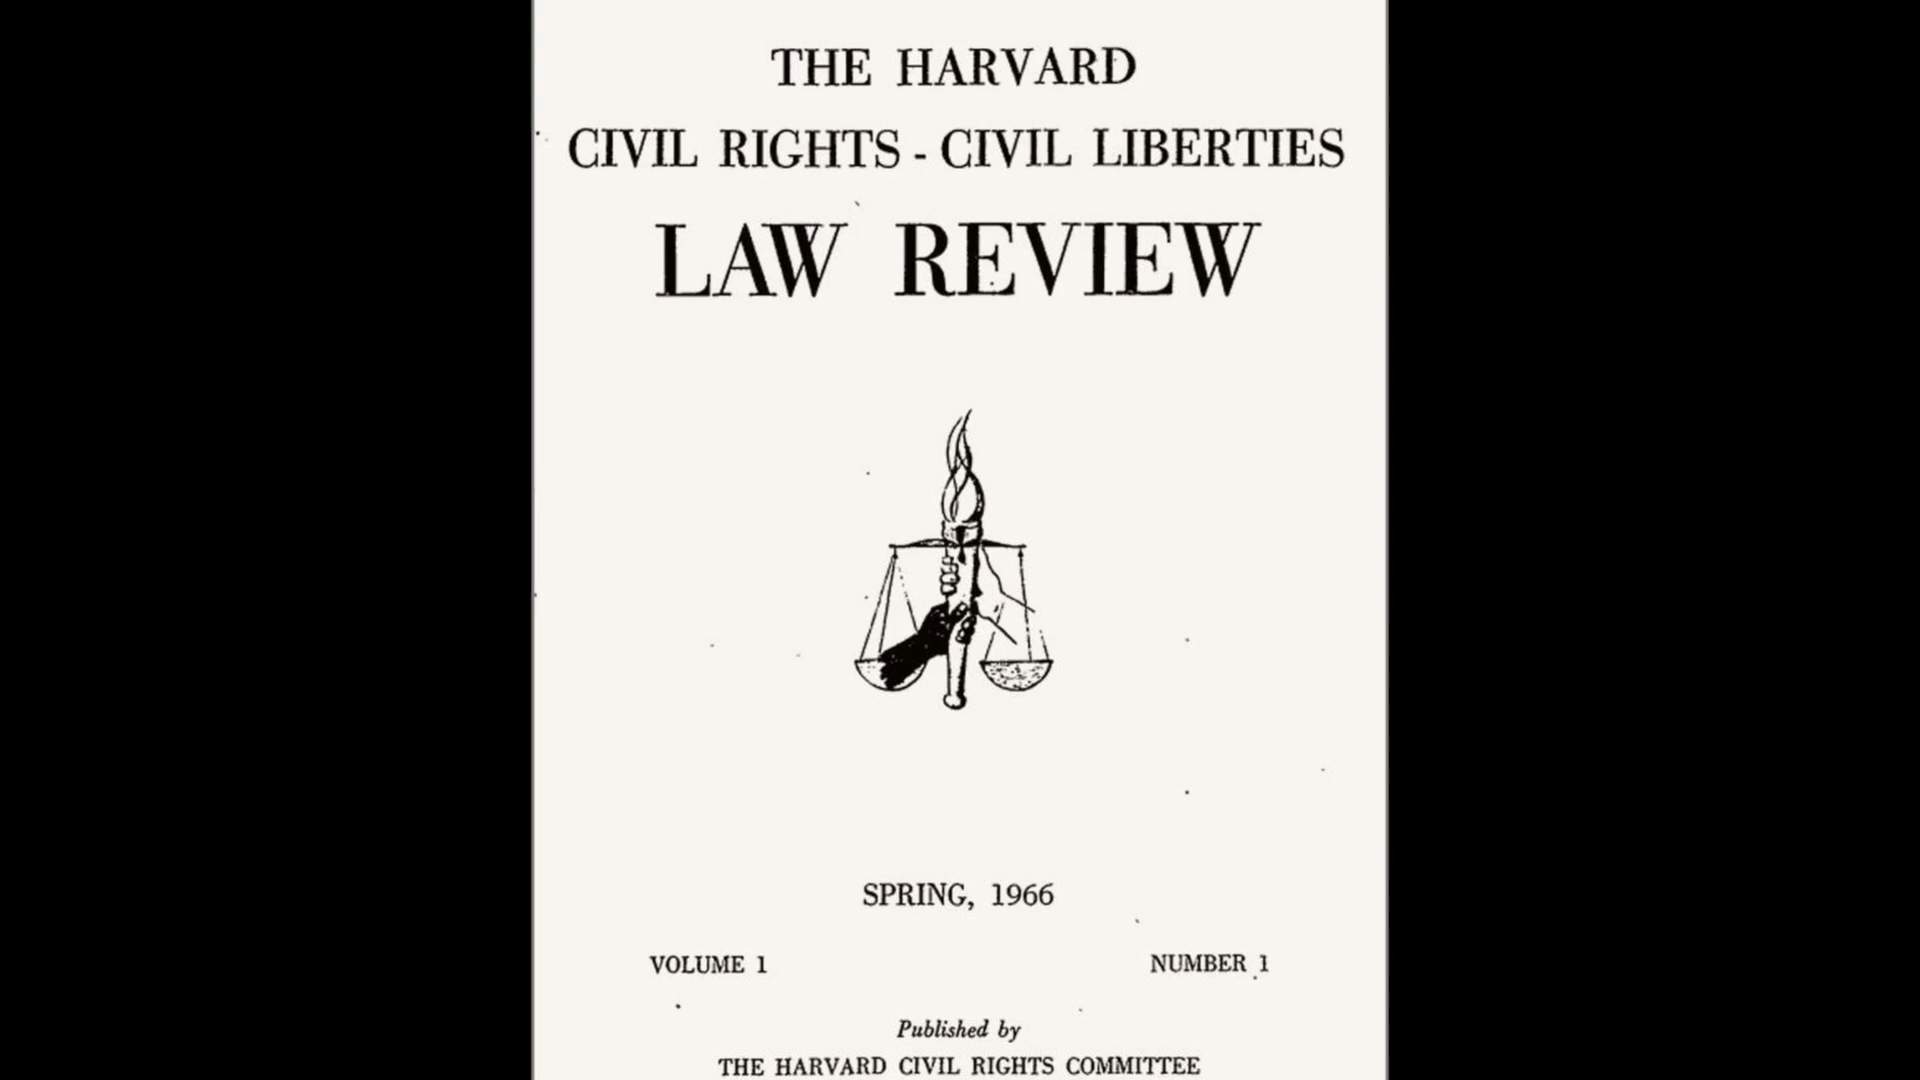 THE HARVARD
CIVIL RIGHTS - CIVIL LIBERTIES
LAW REVIEW
SPRING, 1966
VOLUME 1 NUMBER 1
Published by
THE HARVARD CIVIL RIGHTS COMMITTEE